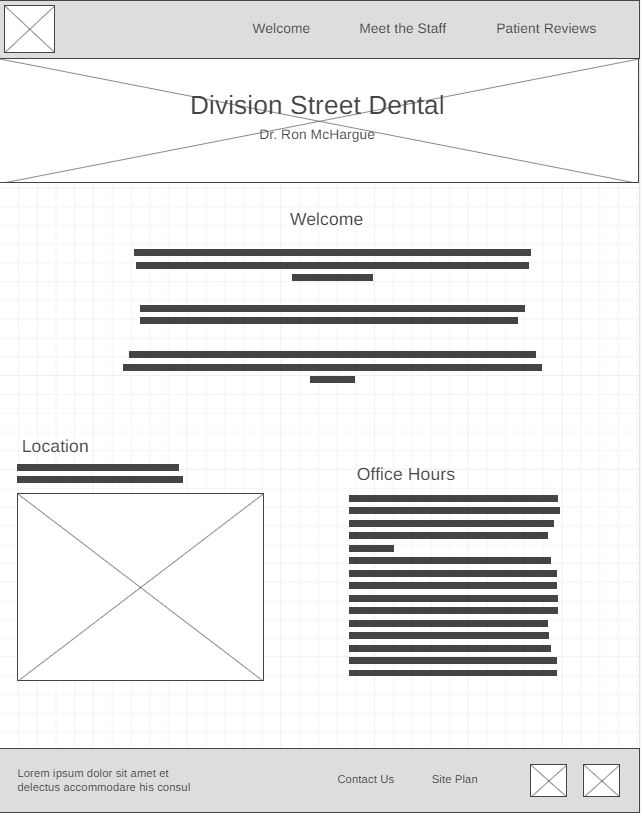 Welcome
Meet the Staff
Patient Reviews
Division Street Dental
Dr. Ron McHargue
Welcome
Location
Office Hours
Lorem ipsum dolor sit amet et
delectus accommodare his consul
Contact Us
Site Plan